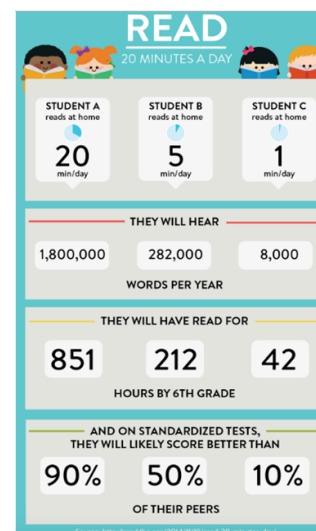 READ
20 MINUTES A DAY
STUDENT A
reads at home
20
min/day
STUDENT B
reads at home
5
min/day
STUDENT C
reads at home
1
min/day
THEY WILL HEAR
1,800,000
282,000
8,000
WORDS PER YEAR
THEY WILL HAVE READ FOR
851
212
42
HOURS BY 6TH GRADE
AND ON STANDARDIZED TESTS,
THEY WILL LIKELY SCORE BETTER THAN
90%
50%
10%
OF THEIR PEERS